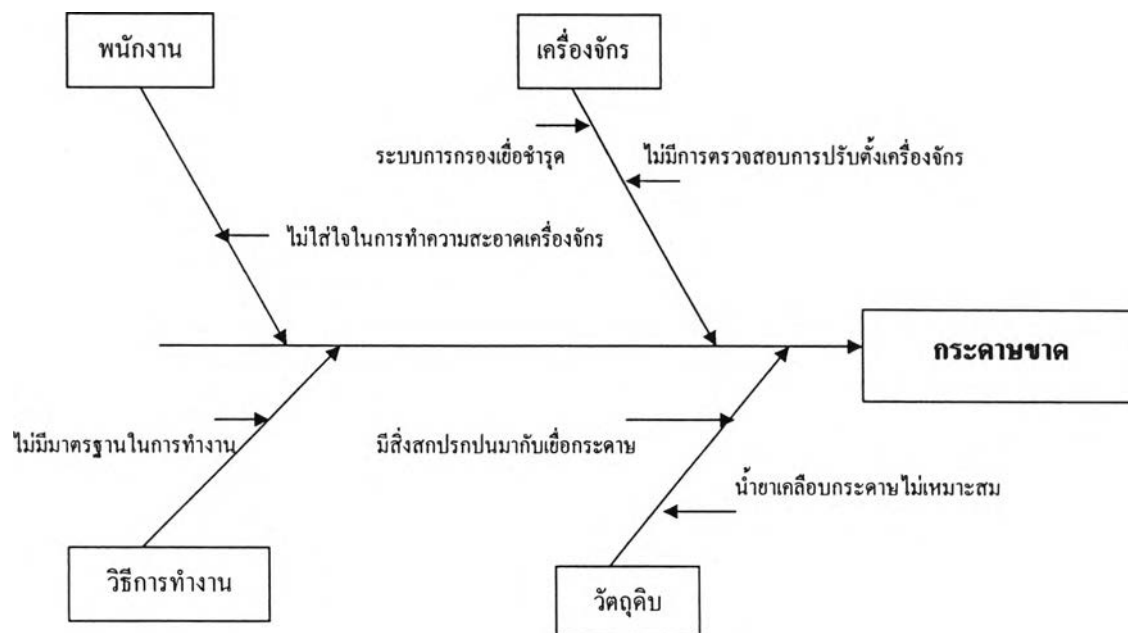 พนักงาน
เครื่องจักร
ระบบการกรองเยื่อชำรุด
ไม่มีการตรวจสอบการปรับตั้งเครื่องจักร
ไม่ใส่ใจในการทำความสะอาดเครื่องจักร
กระดาษขาด
ไม่มีมาตรฐานในการทำงาน
มีสิ่งสกปรกปนมากับเยื่อกระดาษ
น้ำยาเคลือบกระดาษไม่เหมาะสม
วิธีการทำงาน
วัตถุดิบ